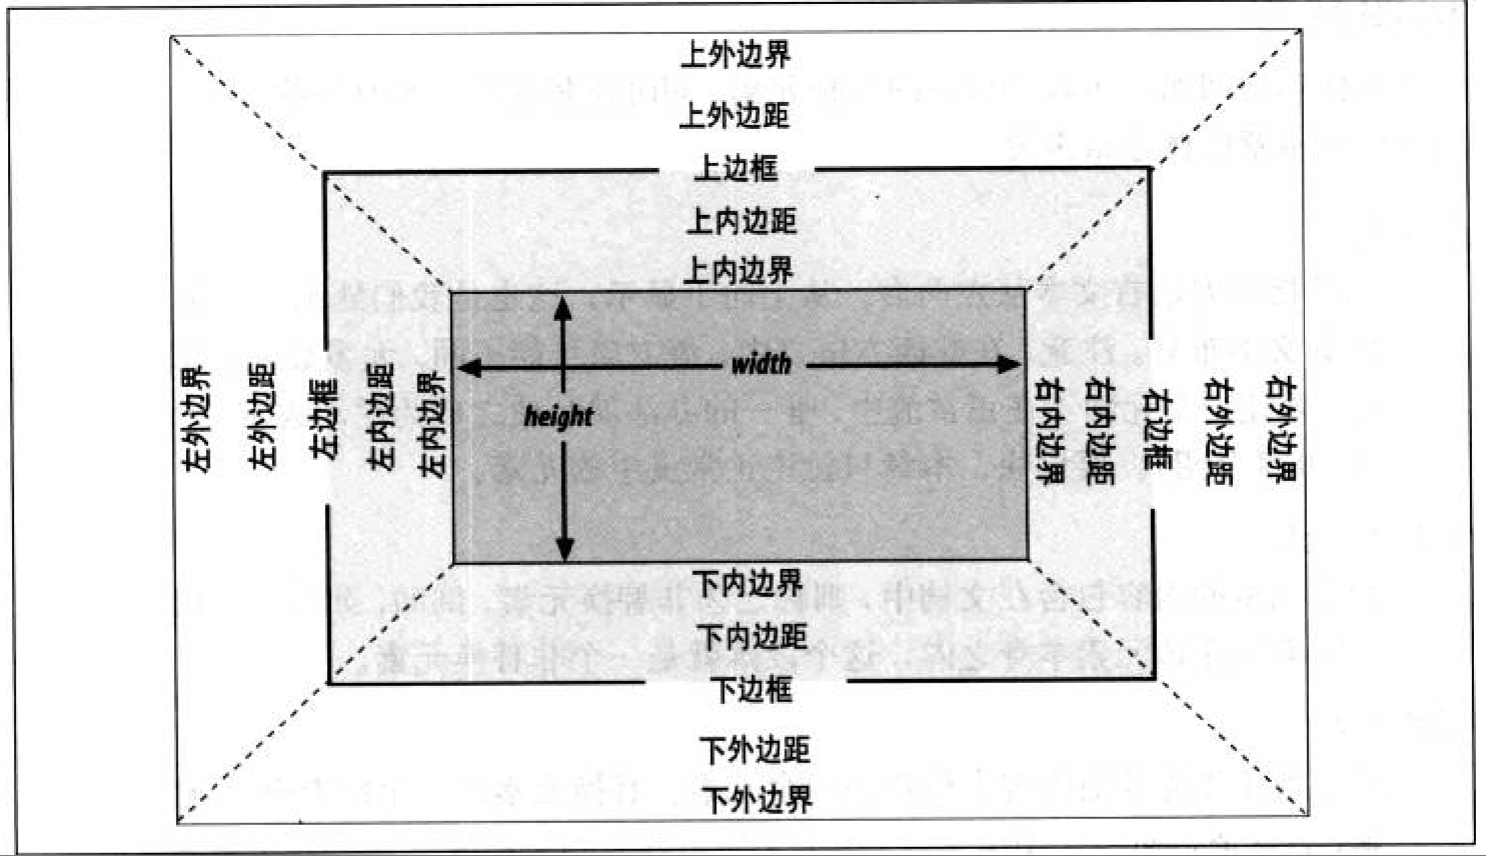 上外边界
上外边距
上边框
上内边距
上内边界
左外边界
左外边距
左边框
左内边距
左内边界
width
height
右内边界
右内边距
右边框
右外边距
右外边界
下内边界
下内边距
下边框
下外边距
下外边界